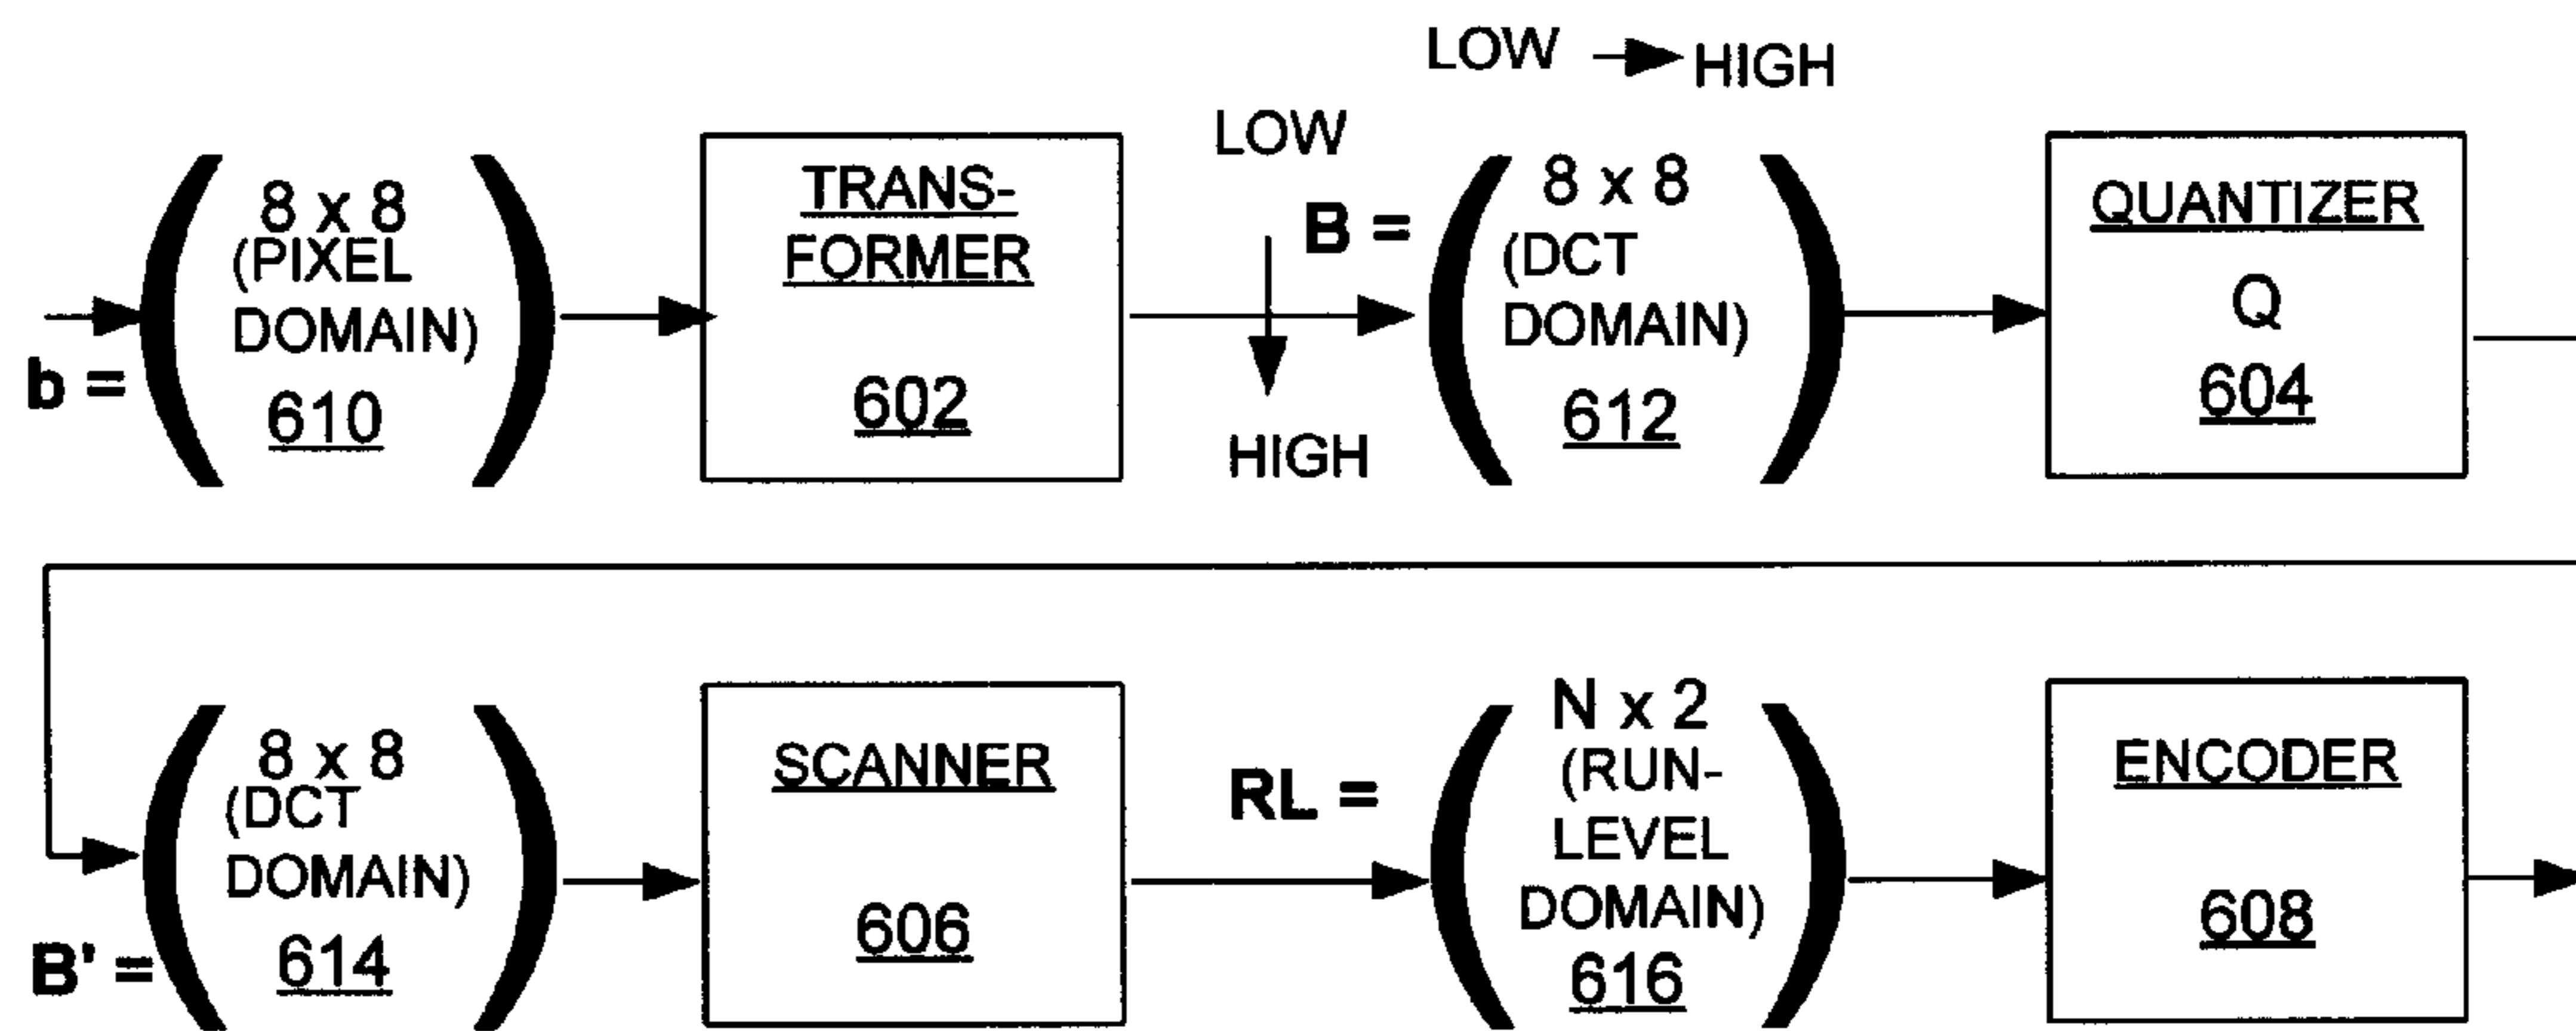 LOW HIGH
LOW
b =
8 x 8
(PIXEL
DOMAIN)
610
TRANS-
FORMER
602
HIGH
B =
8 x 8
(DCT
DOMAIN)
612
QUANTIZER
Q
604
B' =
8 x 8
(DCT
DOMAIN)
614
SCANNER
606
RL =
N x 2
(RUN-
LEVEL
DOMAIN)
616
ENCODER
608